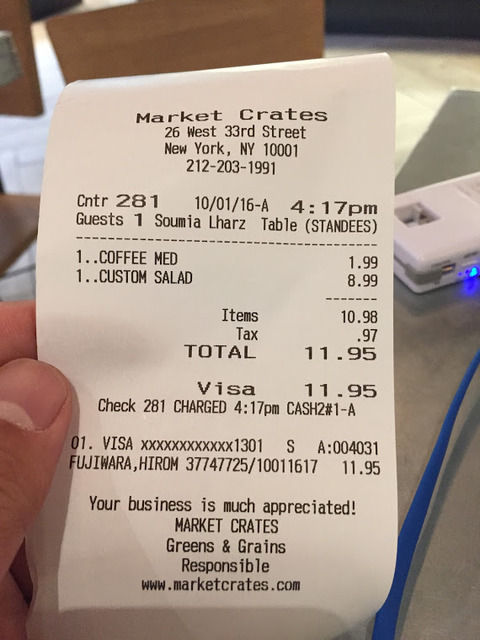 Market Crates
26 West 33rd Street
New York, NY 10001
212-203-1991
Cntr 281 10/01/16-A 4:17pm
Guests 1 Soumia Lharz Table (STANDEES)
--------------------------------------------
1..COFFEE MED 1.99
1..CUSTOM SALAD 8.99
-------
Items 10.98
Tax .97
TOTAL 11.95
Visa 11.95
Check 281 CHARGED 4:17pm CASH2#1-A
01. VISA xxxxxxxxxxxx1301 S A:004031
FUJIWARA,HIROM 37747725/10011617 11.95
Your business is much appreciated!
MARKET CRATES
Greens & Grains
Responsible
www.marketcrates.com